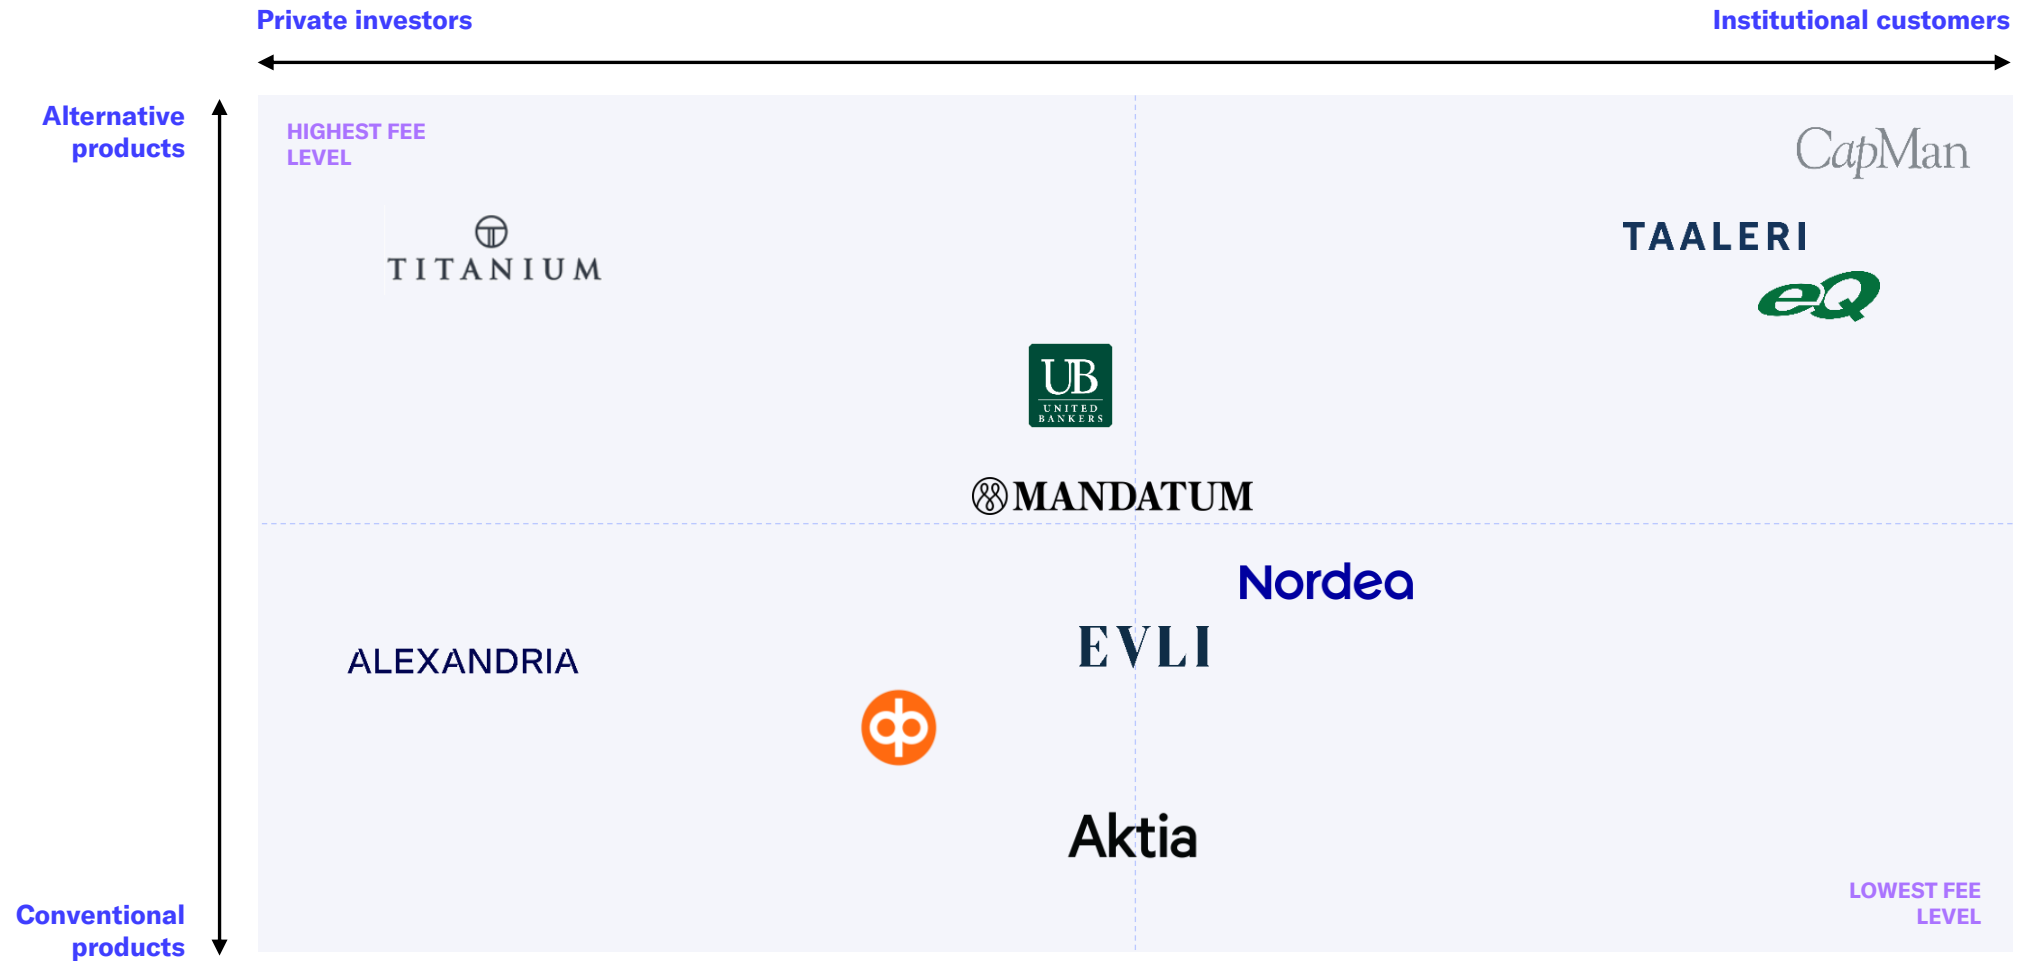 Private investors
Institutional customers
Alternative
products
HIGHEST FEE
LEVEL
CapMan
TITANIUM
TAALERI
eQ
UB
UNITED
BANKERS
MANDATUM
Nordea
EVLI
ALEXANDRIA
op
Aktia
LOWEST FEE
LEVEL
Conventional
products